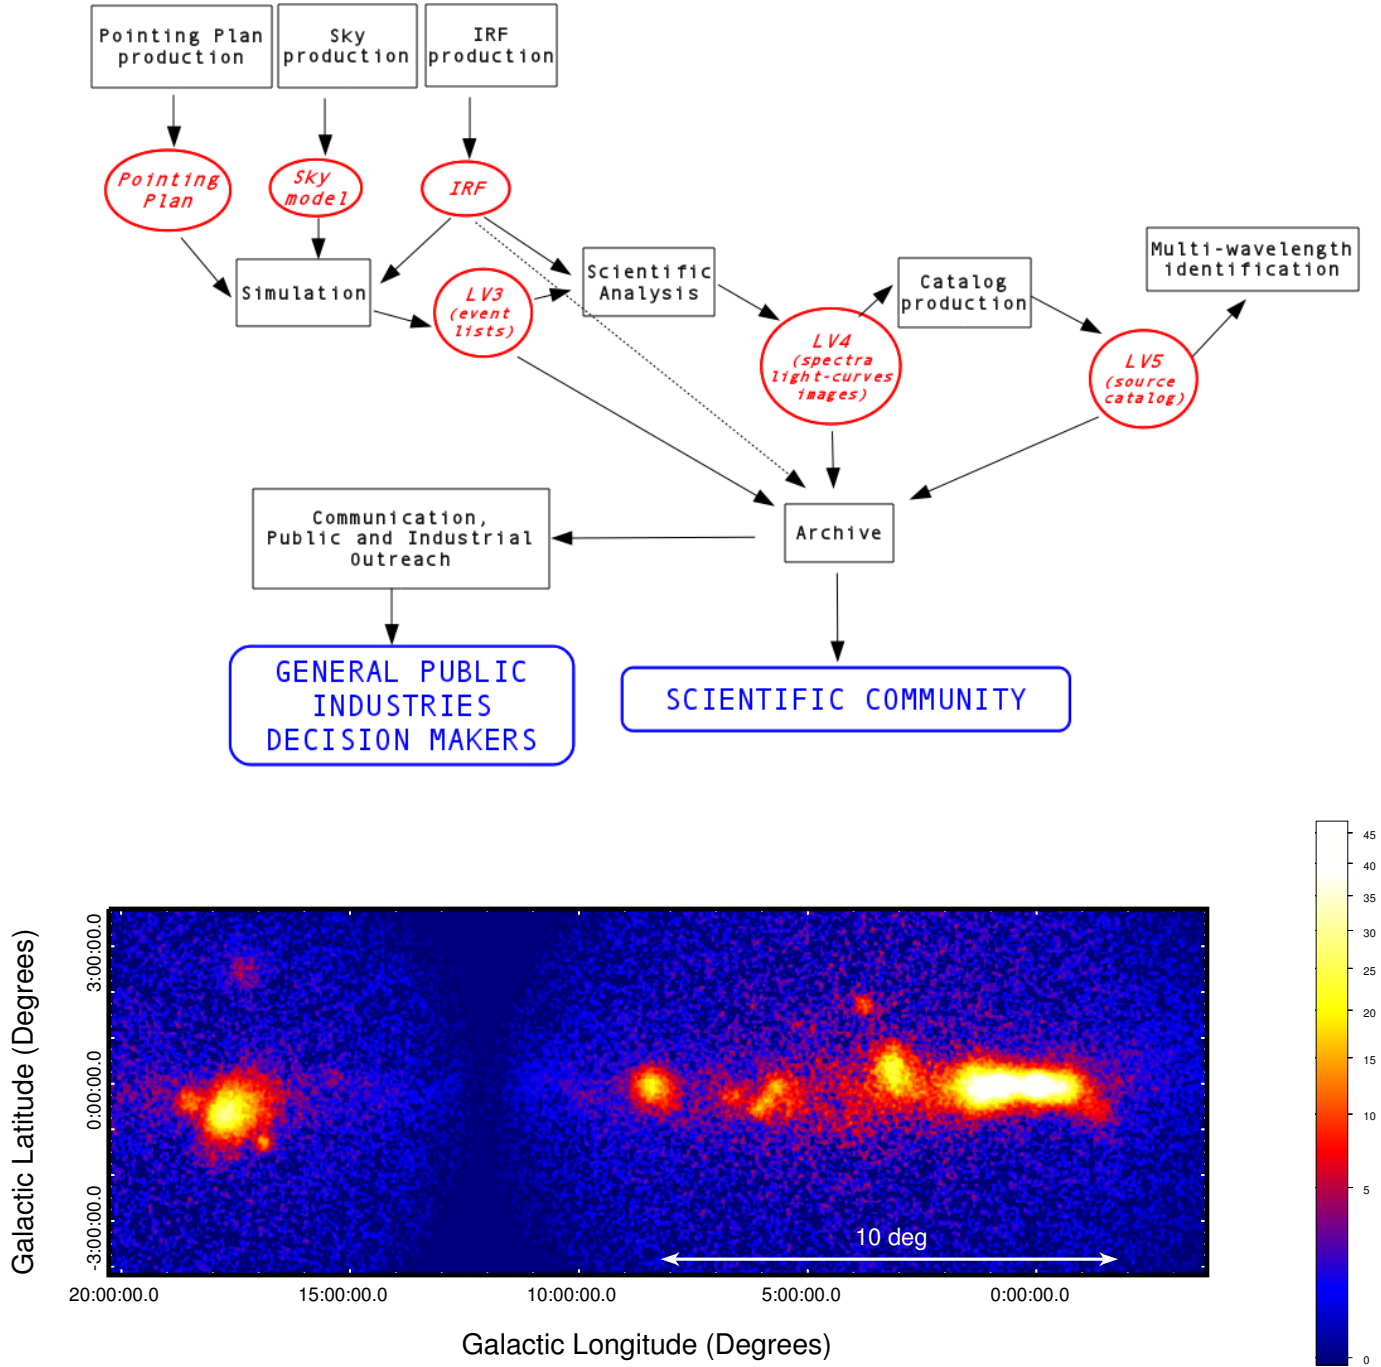 Pointing Plan
production
Sky
production
IRF
production
Pointing
Plan
Sky
model
IRF
Simulation
LV3
(event
lists)
Scientific
Analysis
LV4
(spectra
light-curves
images)
Catalog
production
LV5
(source
catalog)
Multi-wavelength
identification
Communication,
Public and Industrial
Outreach
Archive
GENERAL PUBLIC
INDUSTRIES
DECISION MAKERS
SCIENTIFIC COMMUNITY
Galactic Latitude (Degrees)
3:00:00.0
0:00:00.0
-3:00:00.0
10 deg
20:00:00.0
15:00:00.0
10:00:00.0
5:00:00.0
0:00:00.0
Galactic Longitude (Degrees)
45
40
35
30
25
20
15
10
5
0